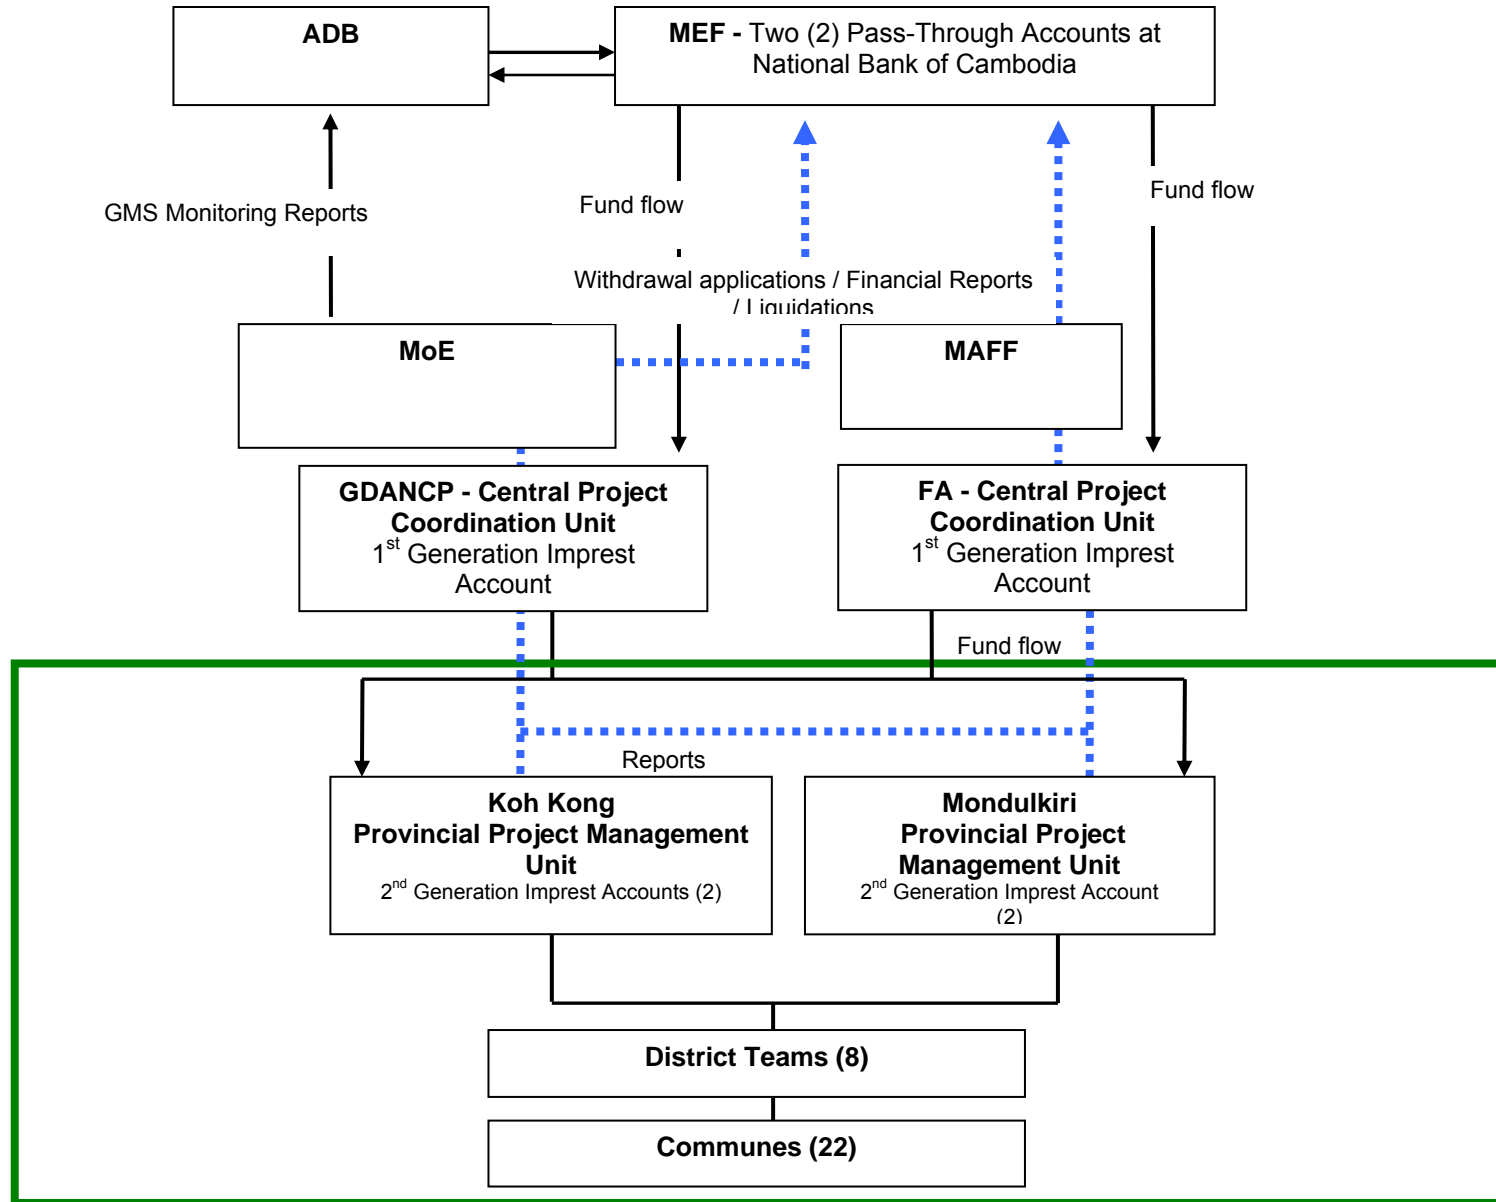 ADB
MEF - Two (2) Pass-Through Accounts at
National Bank of Cambodia
GMS Monitoring Reports
Fund flow
Fund flow
Withdrawal applications / Financial Reports
/ Liquidations
MoE
MAFF
GDANCP - Central Project
Coordination Unit
1st Generation Imprest
Account
FA - Central Project
Coordination Unit
1st Generation Imprest
Account
Fund flow
Reports
Koh Kong
Provincial Project Management
Unit
2nd Generation Imprest Accounts (2)
Mondulkiri
Provincial Project
Management Unit
2nd Generation Imprest Account
(2)
District Teams (8)
Communes (22)